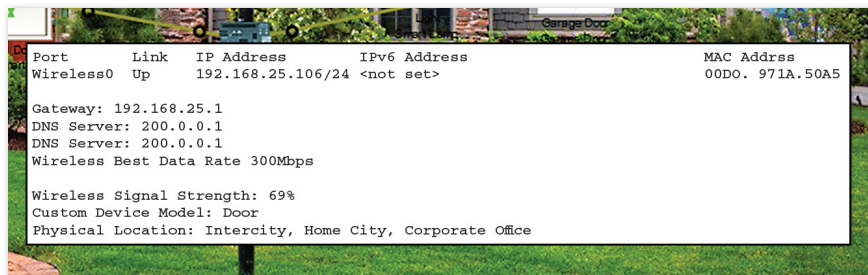 Garage Door
Port Link IP Address IPv6 Address MAC Addrss
Wireless0 Up 192.168.25.106/24 <not set> 00DO. 971A.50A5
Gateway: 192.168.25.1
DNS Server: 200.0.0.1
DNS Server: 200.0.0.1
Wireless Best Data Rate 300Mbps
Wireless Signal Strength: 69%
Custom Device Model: Door
Physical Location: Intercity, Home City, Corporate Office